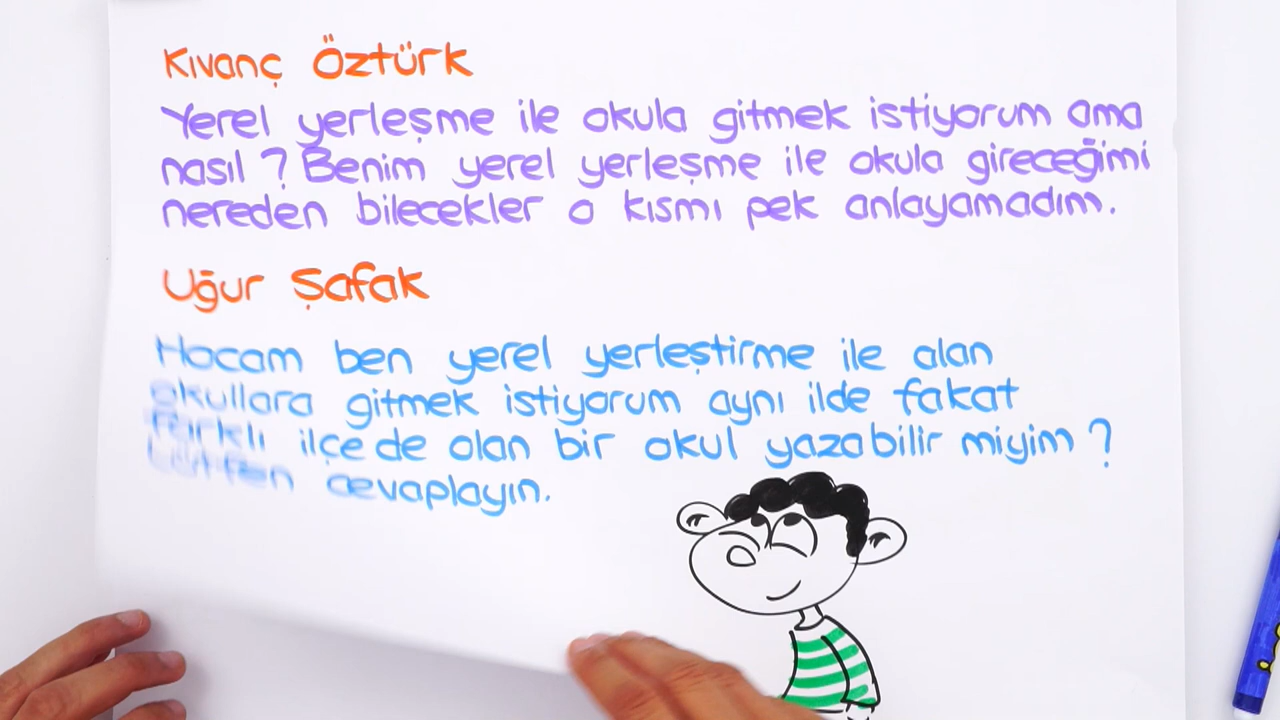 Kıvanç Öztürk
Yerel yerleşme ile okula gitmek istiyorum ama
nasıl ? Benim yerel yerleşme ile okula gireceğimi
nereden bilecekler o kısmı pek anlayamadım.
Uğur Şafak
Hocam ben yerel yerleştirme ile alan
okullara gitmek istiyorum aynı ilde fakat
farklı ilçede olan bir okul yazabilir miyim ?
Lütfen cevaplayın.